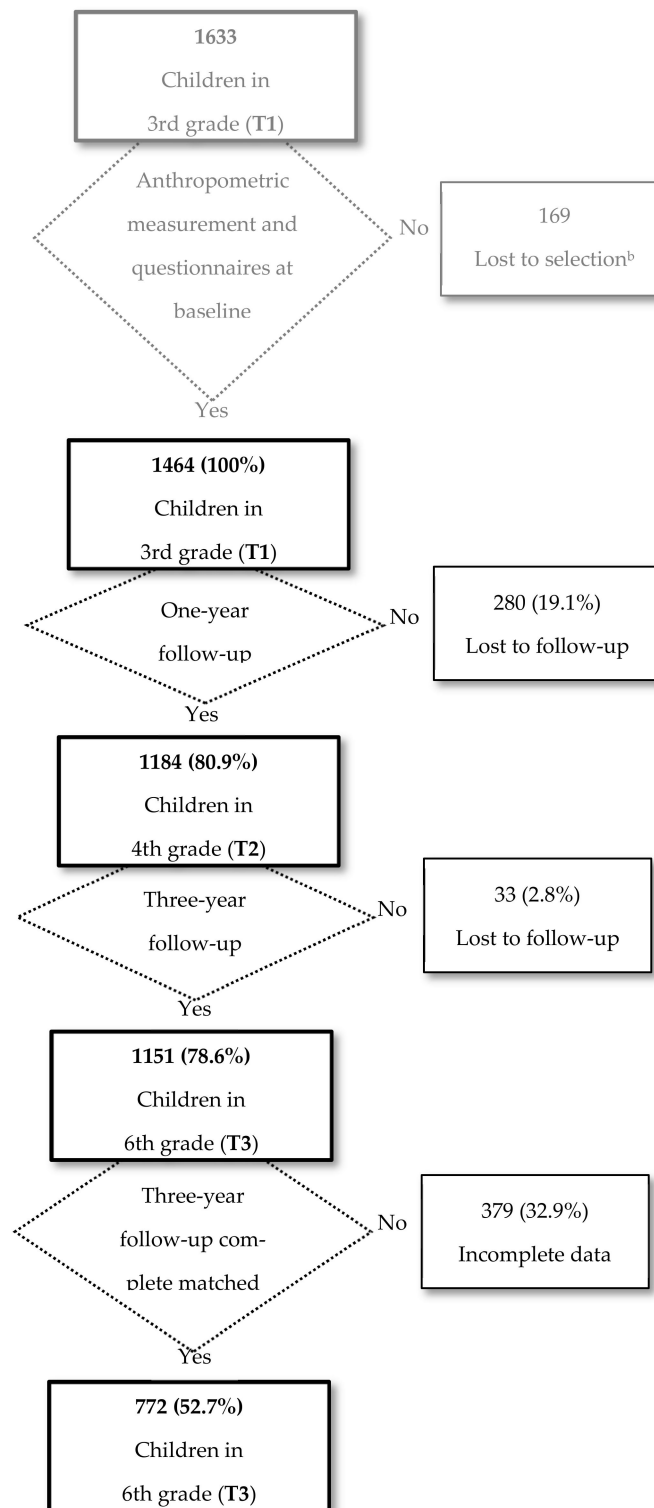 1633
Children in
3rd grade (T1)
Anthropometric
measurement and
questionnaires at
baseline
No
169
Lost to selectionᵇ
Yes
1464 (100%)
Children in
3rd grade (T1)
One-year
follow-up
No
280 (19.1%)
Lost to follow-up
Yes
1184 (80.9%)
Children in
4th grade (T2)
Three-year
follow-up
No
33 (2.8%)
Lost to follow-up
Yes
1151 (78.6%)
Children in
6th grade (T3)
Three-year
follow-up com-
plete matched
No
379 (32.9%)
Incomplete data
Yes
772 (52.7%)
Children in
6th grade (T3)